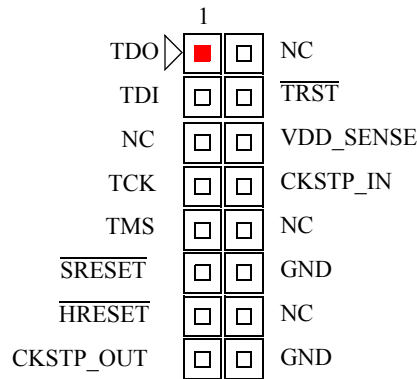 1
TDO NC
TDI TRST
NC VDD_SENSE
TCK CKSTP_IN
TMS NC
SRESET GND
HRESET NC
CKSTP_OUT GND